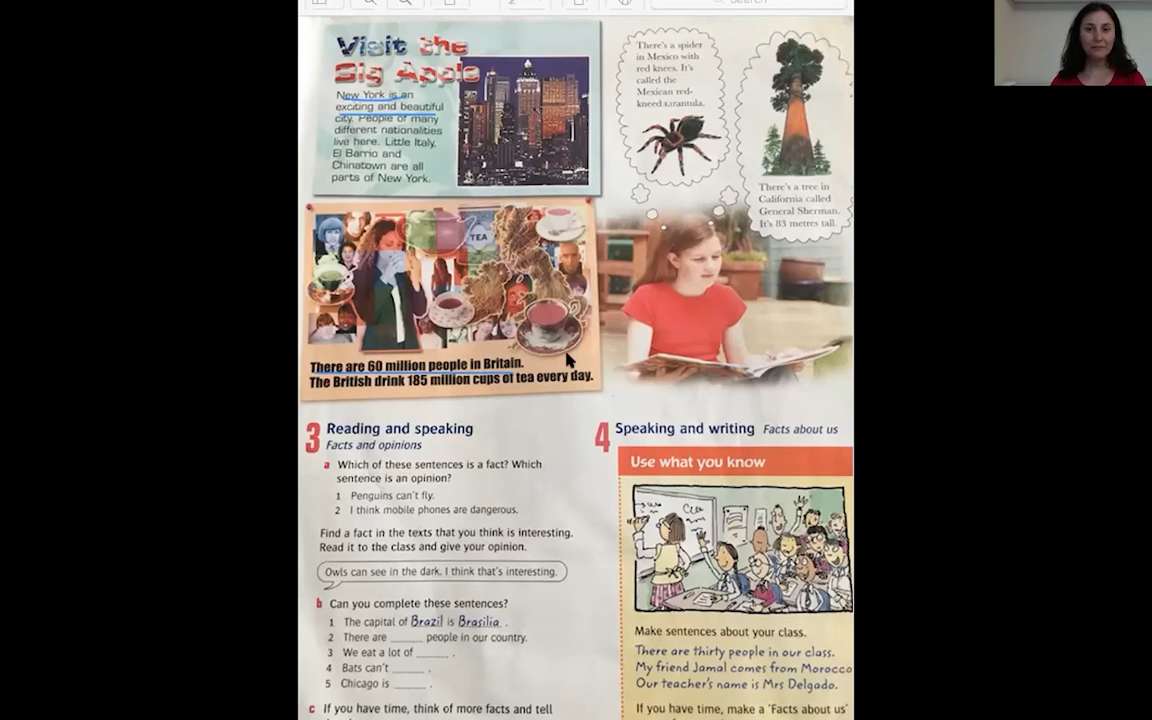 Search
Visit the
Big Apple
New York is an
exciting and beautiful
city. People of many
different nationalities
live here. Little Italy,
El Barrio and
Chinatown are all
parts of New York.
There's a spider
in Mexico with
red knees. It's
called the
Mexican red-
kneed tarantula.
There's a tree in
California called
General Sherman.
It's 83 metres tall.
TEA
There are 60 million people in Britain.
The British drink 185 million cups of tea every day.
3 Reading and speaking
Facts and opinions
a Which of these sentences is a fact? Which
sentence is an opinion?
1 Penguins can't fly.
2 I think mobile phones are dangerous.
Find a fact in the texts that you think is interesting.
Read it to the class and give your opinion.
Owls can see in the dark. I think that's interesting.
b Can you complete these sentences?
1 The capital of Brazil is Brasilia.
2 There are ______ people in our country.
3 We eat a lot of ______ .
4 Bats can't ______ .
5 Chicago is ______ .
c If you have time, think of more facts and tell
4 Speaking and writing Facts about us
Use what you know
Make sentences about your class.
There are thirty people in our class.
My friend Jamal comes from Morocco
Our teacher's name is Mrs Delgado.
If you have time, make a 'Facts about us'